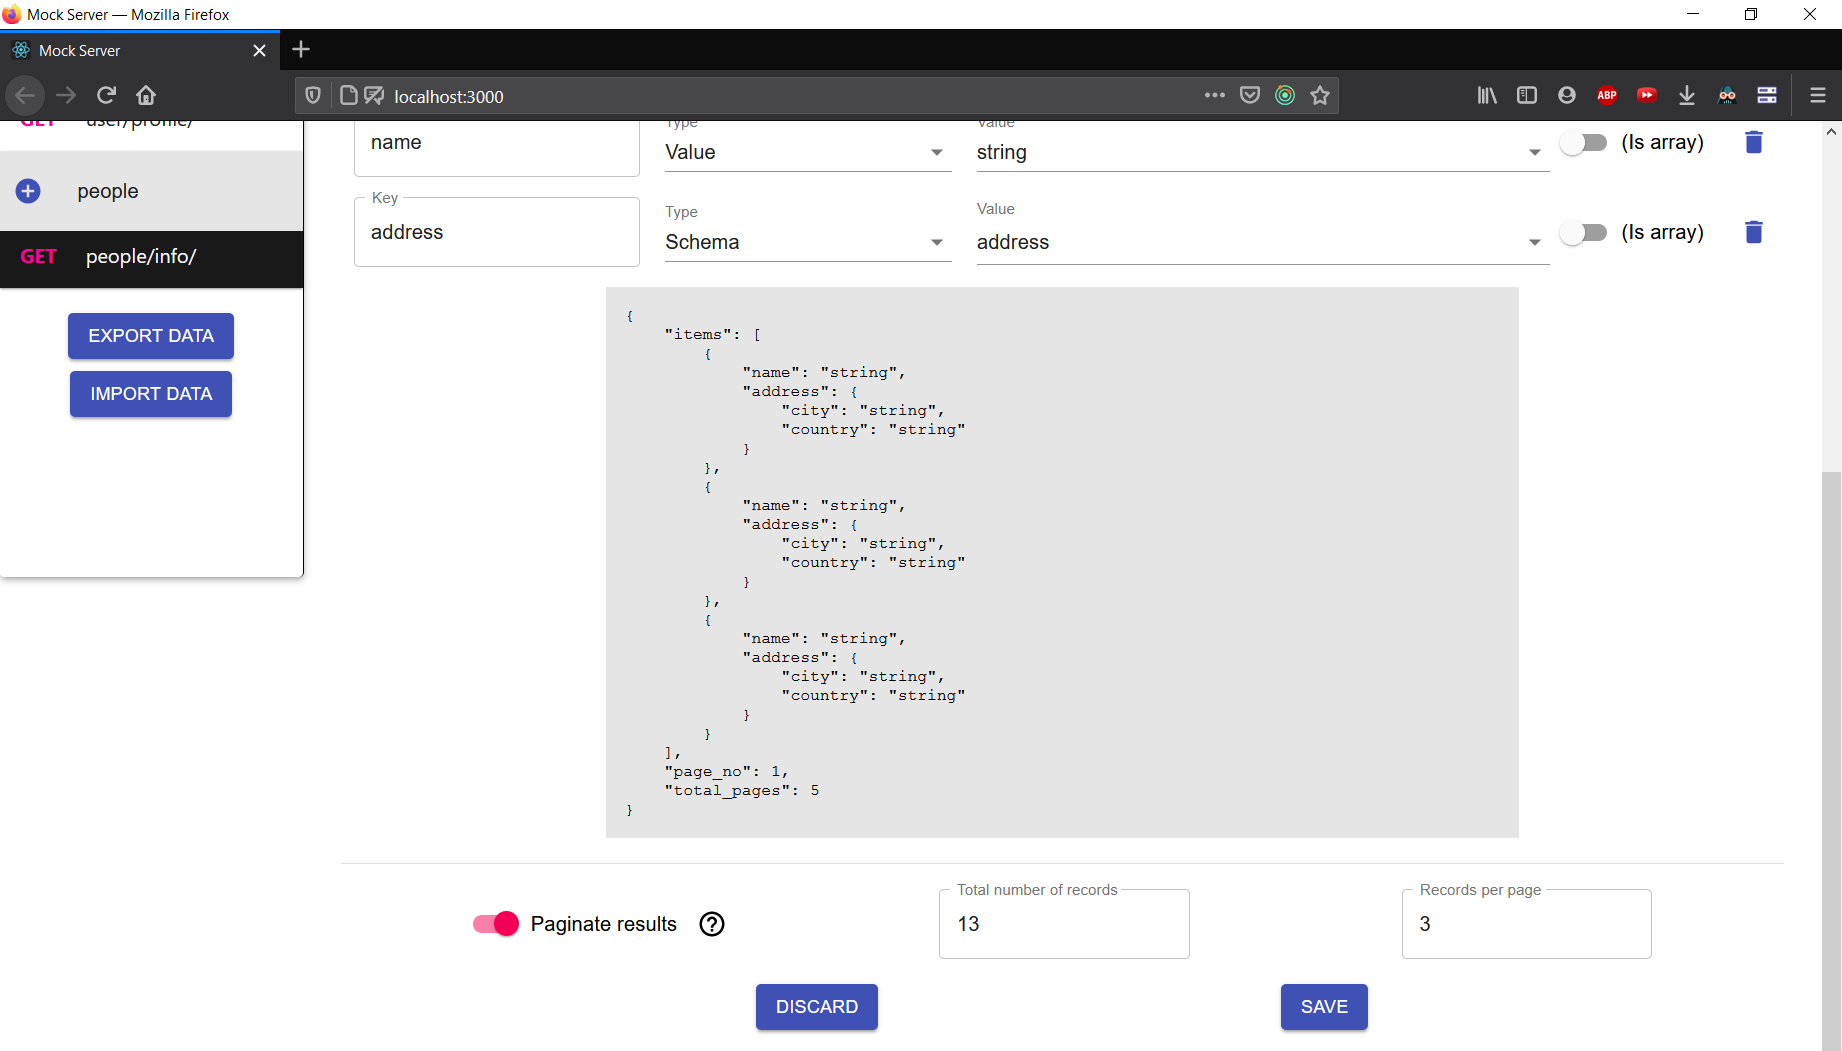 Mock Server — Mozilla Firefox
Mock Server
localhost:3000
ABP
GET user/profile/
people
GET people/info/
EXPORT DATA
IMPORT DATA
name
Type
Value
Value
string
(Is array)
Key
address
Type
Schema
Value
address
(Is array)
{
"items": [
{
"name": "string",
"address": {
"city": "string",
"country": "string"
}
},
{
"name": "string",
"address": {
"city": "string",
"country": "string"
}
},
{
"name": "string",
"address": {
"city": "string",
"country": "string"
}
}
],
"page_no": 1,
"total_pages": 5
}
Paginate results
Total number of records
13
Records per page
3
DISCARD
SAVE